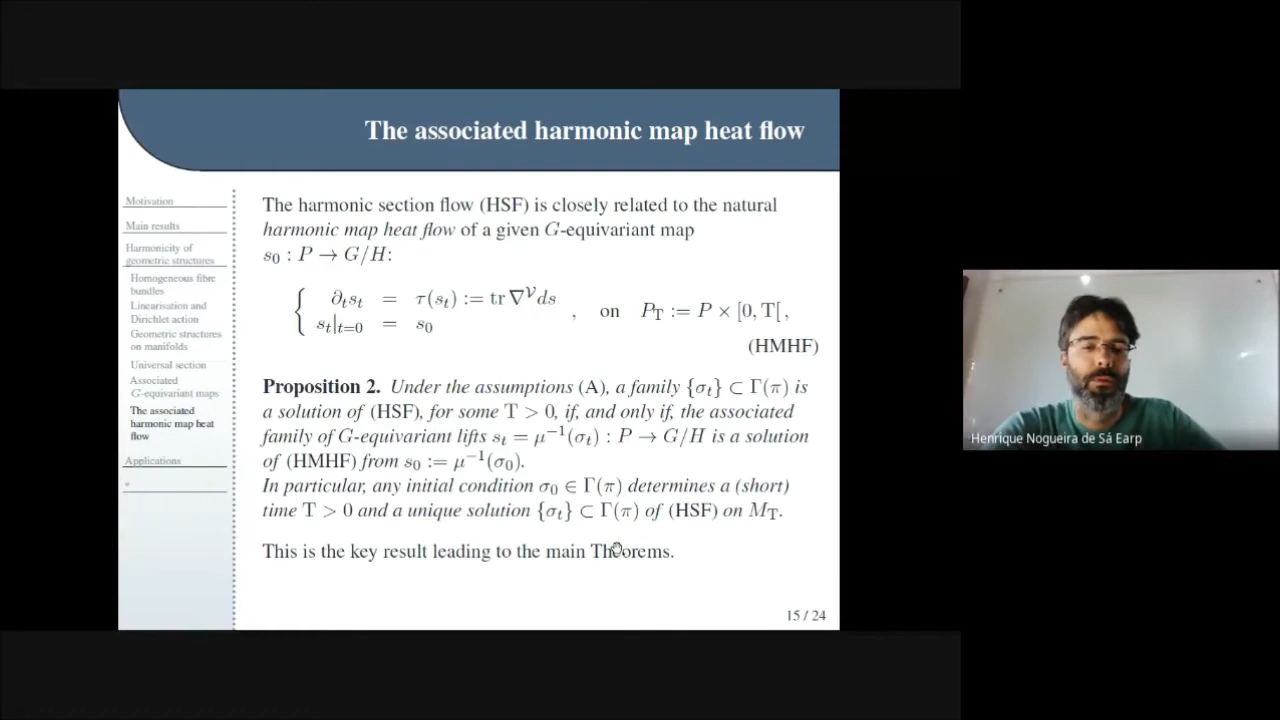 The associated harmonic map heat flow
Motivation
Main results
Harmonicity of
geometric structures
Homogeneous fibre
bundles
Linearisation and
Dirichlet action
Geometric structures
on manifolds
Universal section
Associated
G-equivariant maps
The associated
harmonic map heat
flow
Applications
The harmonic section flow (HSF) is closely related to the natural
harmonic map heat flow of a given G-equivariant map
s₀ : P → G/H:
{ ∂ₜsₜ = τ(sₜ) := tr ∇^𝒱 ds
sₜ|ₜ₌₀ = s₀ , on P_T := P × [0, T[ ,
(HMHF)
Proposition 2. Under the assumptions (A), a family {σₜ} ⊂ Γ(π) is
a solution of (HSF), for some T > 0, if, and only if, the associated
family of G-equivariant lifts sₜ = μ⁻¹(σₜ) : P → G/H is a solution
of (HMHF) from s₀ := μ⁻¹(σ₀).
In particular, any initial condition σ₀ ∈ Γ(π) determines a (short)
time T > 0 and a unique solution {σₜ} ⊂ Γ(π) of (HSF) on M_T.
This is the key result leading to the main Theorems.
15 / 24
Henrique Nogueira de Sá Earp